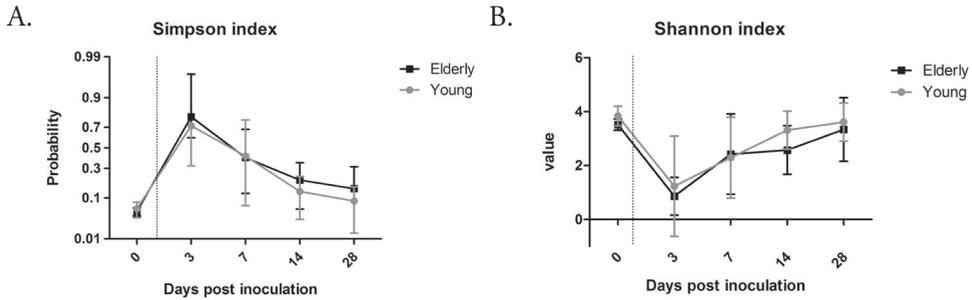 A.
Simpson index
0.99
0.9
0.7
0.5
0.3
0.1
0.01
Probability
0 3 7 14 28
Days post inoculation
Elderly
Young
B.
Shannon index
6
4
2
0
value
0 3 7 14 28
Days post inoculation
Elderly
Young